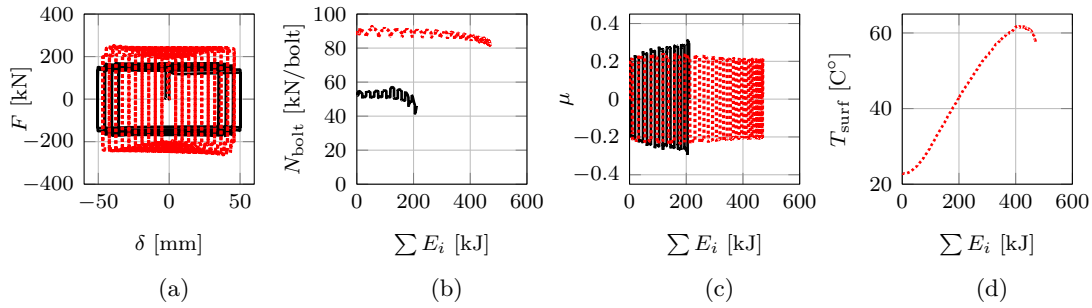 400
200
0
−200
−400
−50 0 50
F [kN]
δ [mm]
(a)
100
80
60
40
20
0
0 200 400 600
N_bolt [kN/bolt]
∑ E_i [kJ]
(b)
0.4
0.2
0
−0.2
−0.4
0 200 400 600
μ
∑ E_i [kJ]
(c)
60
40
20
0 200 400 600
T_surf [C°]
∑ E_i [kJ]
(d)